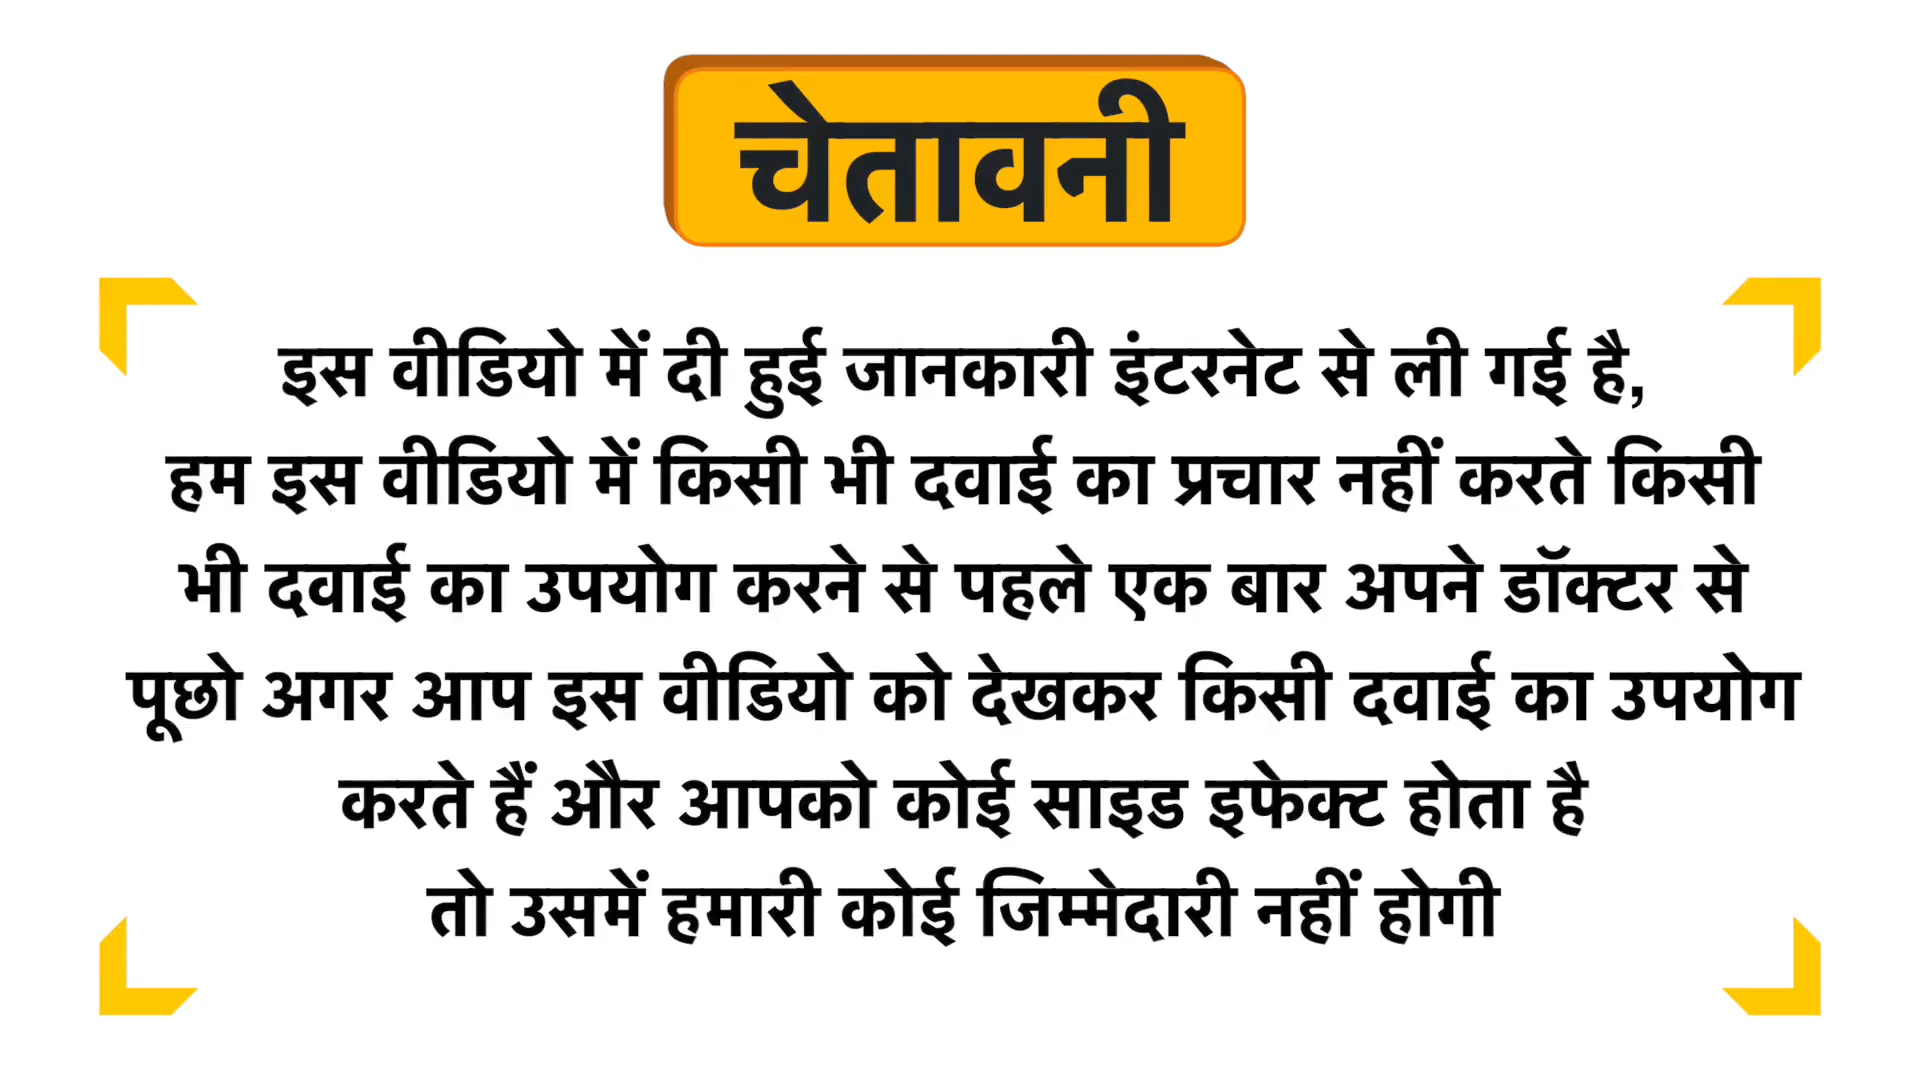 चेतावनी
इस वीडियो में दी हुई जानकारी इंटरनेट से ली गई है,
हम इस वीडियो में किसी भी दवाई का प्रचार नहीं करते किसी
भी दवाई का उपयोग करने से पहले एक बार अपने डॉक्टर से
पूछो अगर आप इस वीडियो को देखकर किसी दवाई का उपयोग
करते हैं और आपको कोई साइड इफेक्ट होता है
तो उसमें हमारी कोई जिम्मेदारी नहीं होगी